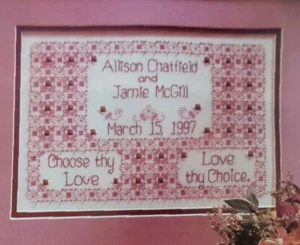 Allison Chatfield
and
Jamie McGill
March 15, 1997
Choose thy
Love
Love
thy Choice.